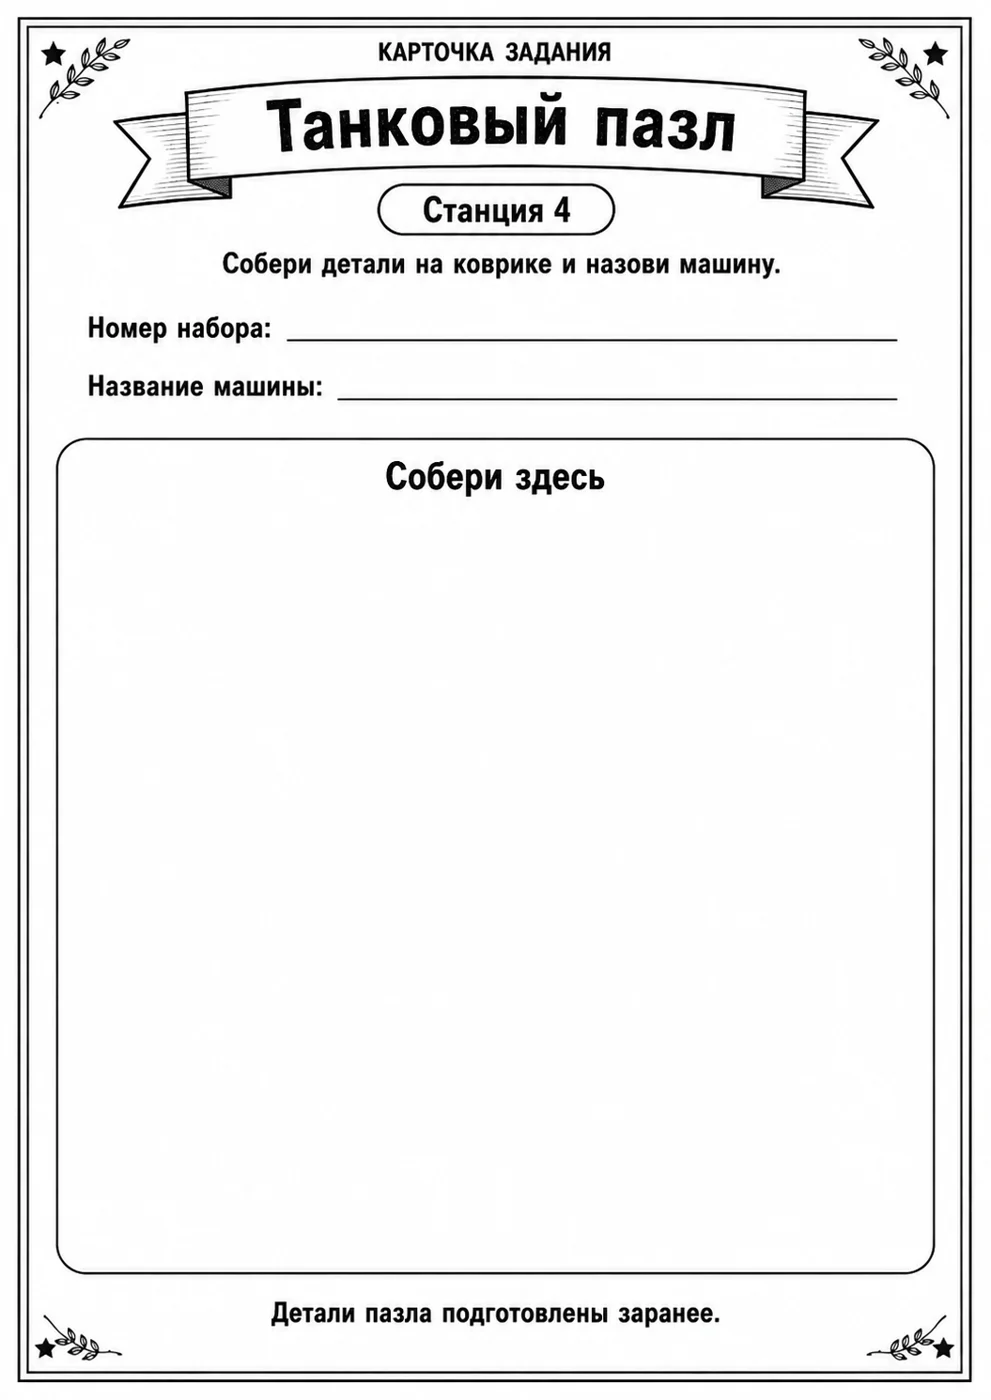 КАРТОЧКА ЗАДАНИЯ
Танковый пазл
Станция 4
Собери детали на коврике и назови машину.
Номер набора:
Название машины:
Собери здесь
Детали пазла подготовлены заранее.